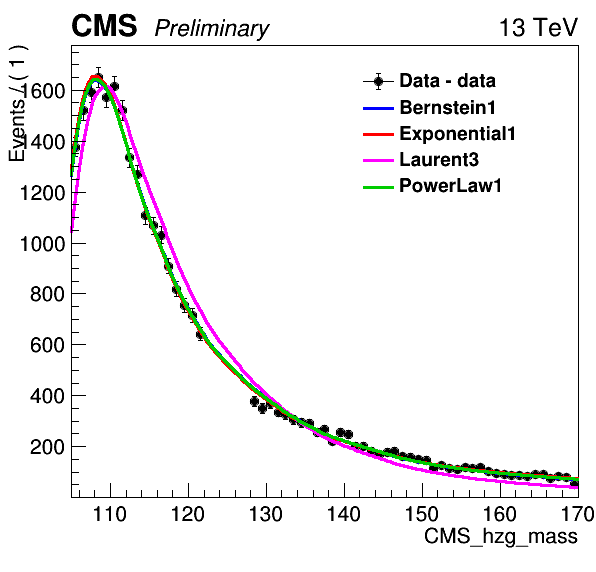 CMS Preliminary 13 TeV
Events / ( 1 )
1600
1400
1200
1000
800
600
400
200
Data - data
Bernstein1
Exponential1
Laurent3
PowerLaw1
110 120 130 140 150 160 170
CMS_hzg_mass